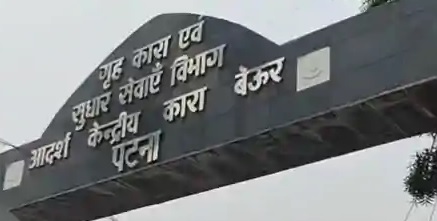 गृह कारा एवं
सुधार सेवाएँ विभाग
आदर्श केन्द्रीय कारा बेऊर
पटना